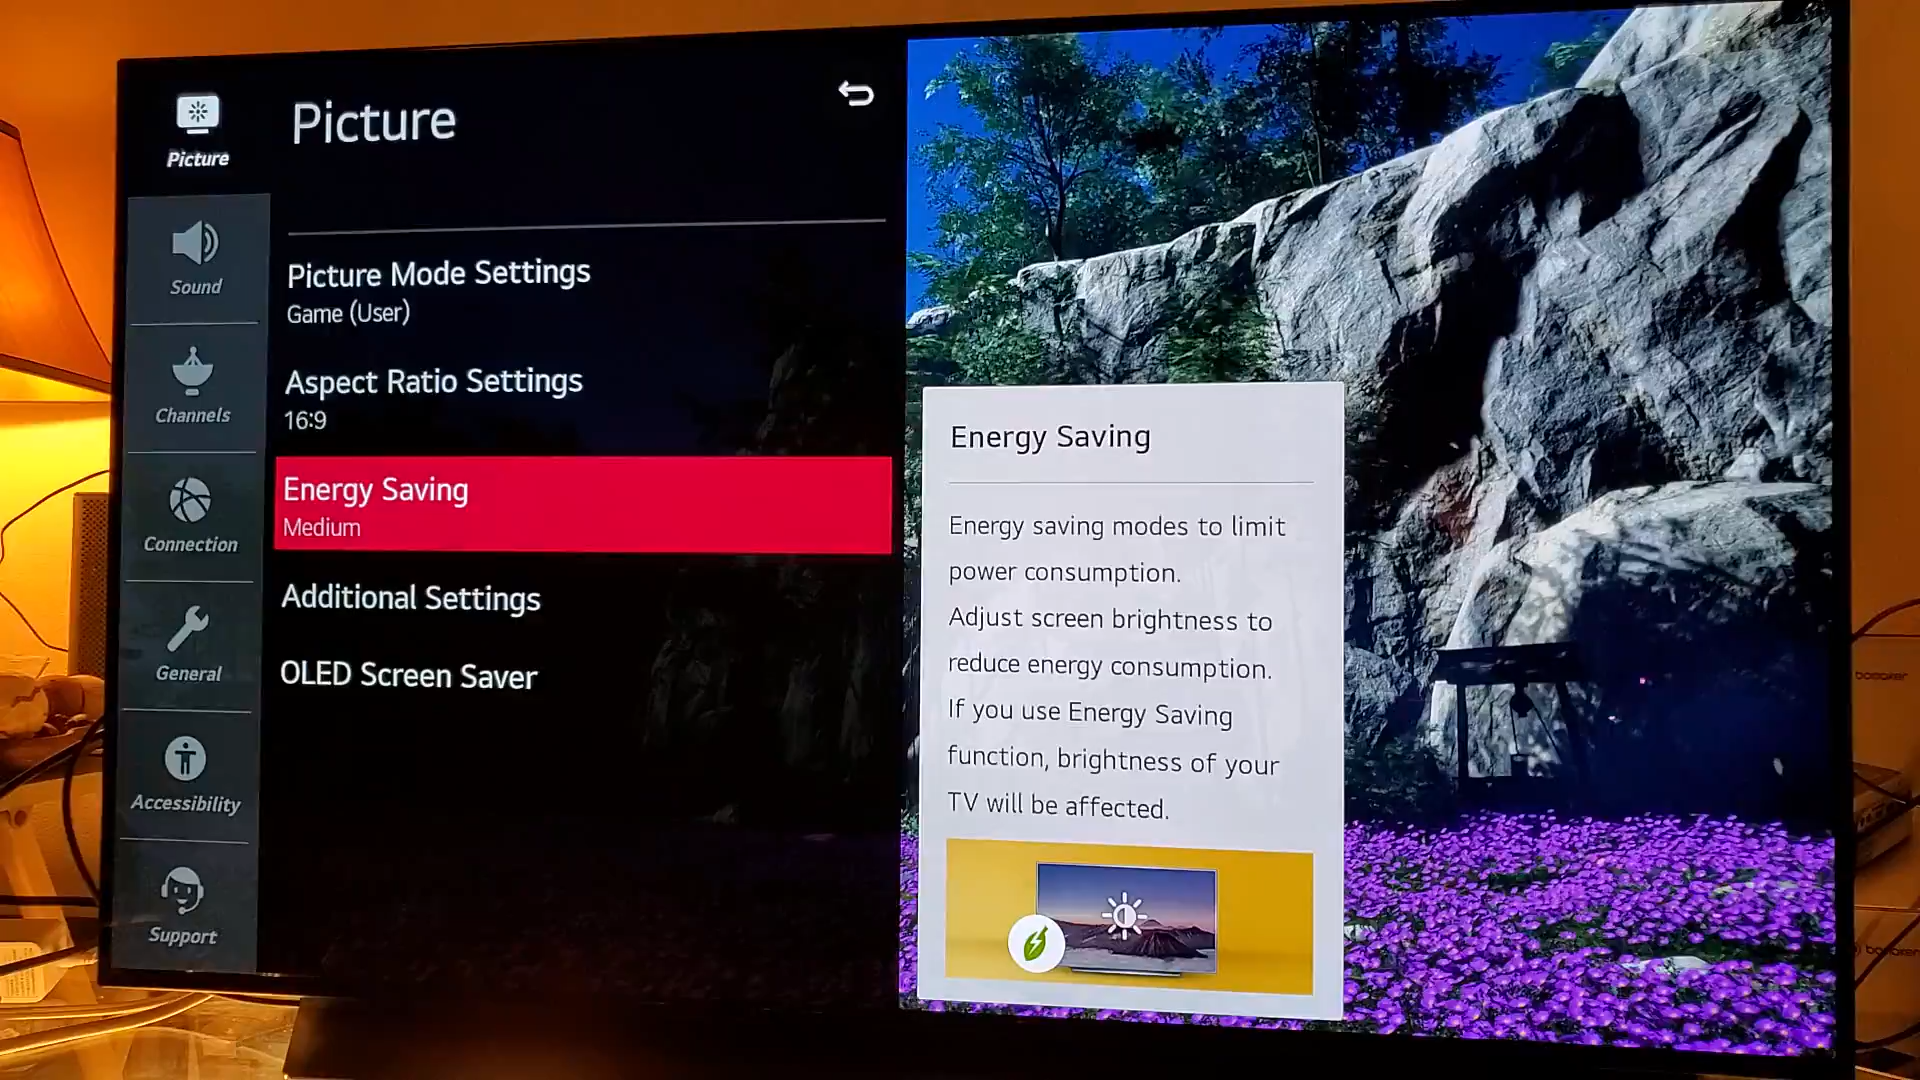 Picture
Sound
Channels
Connection
General
Accessibility
Support
Picture
Picture Mode Settings
Game (User)
Aspect Ratio Settings
16:9
Energy Saving
Medium
Additional Settings
OLED Screen Saver
Energy Saving
Energy saving modes to limit
power consumption.
Adjust screen brightness to
reduce energy consumption.
If you use Energy Saving
function, brightness of your
TV will be affected.